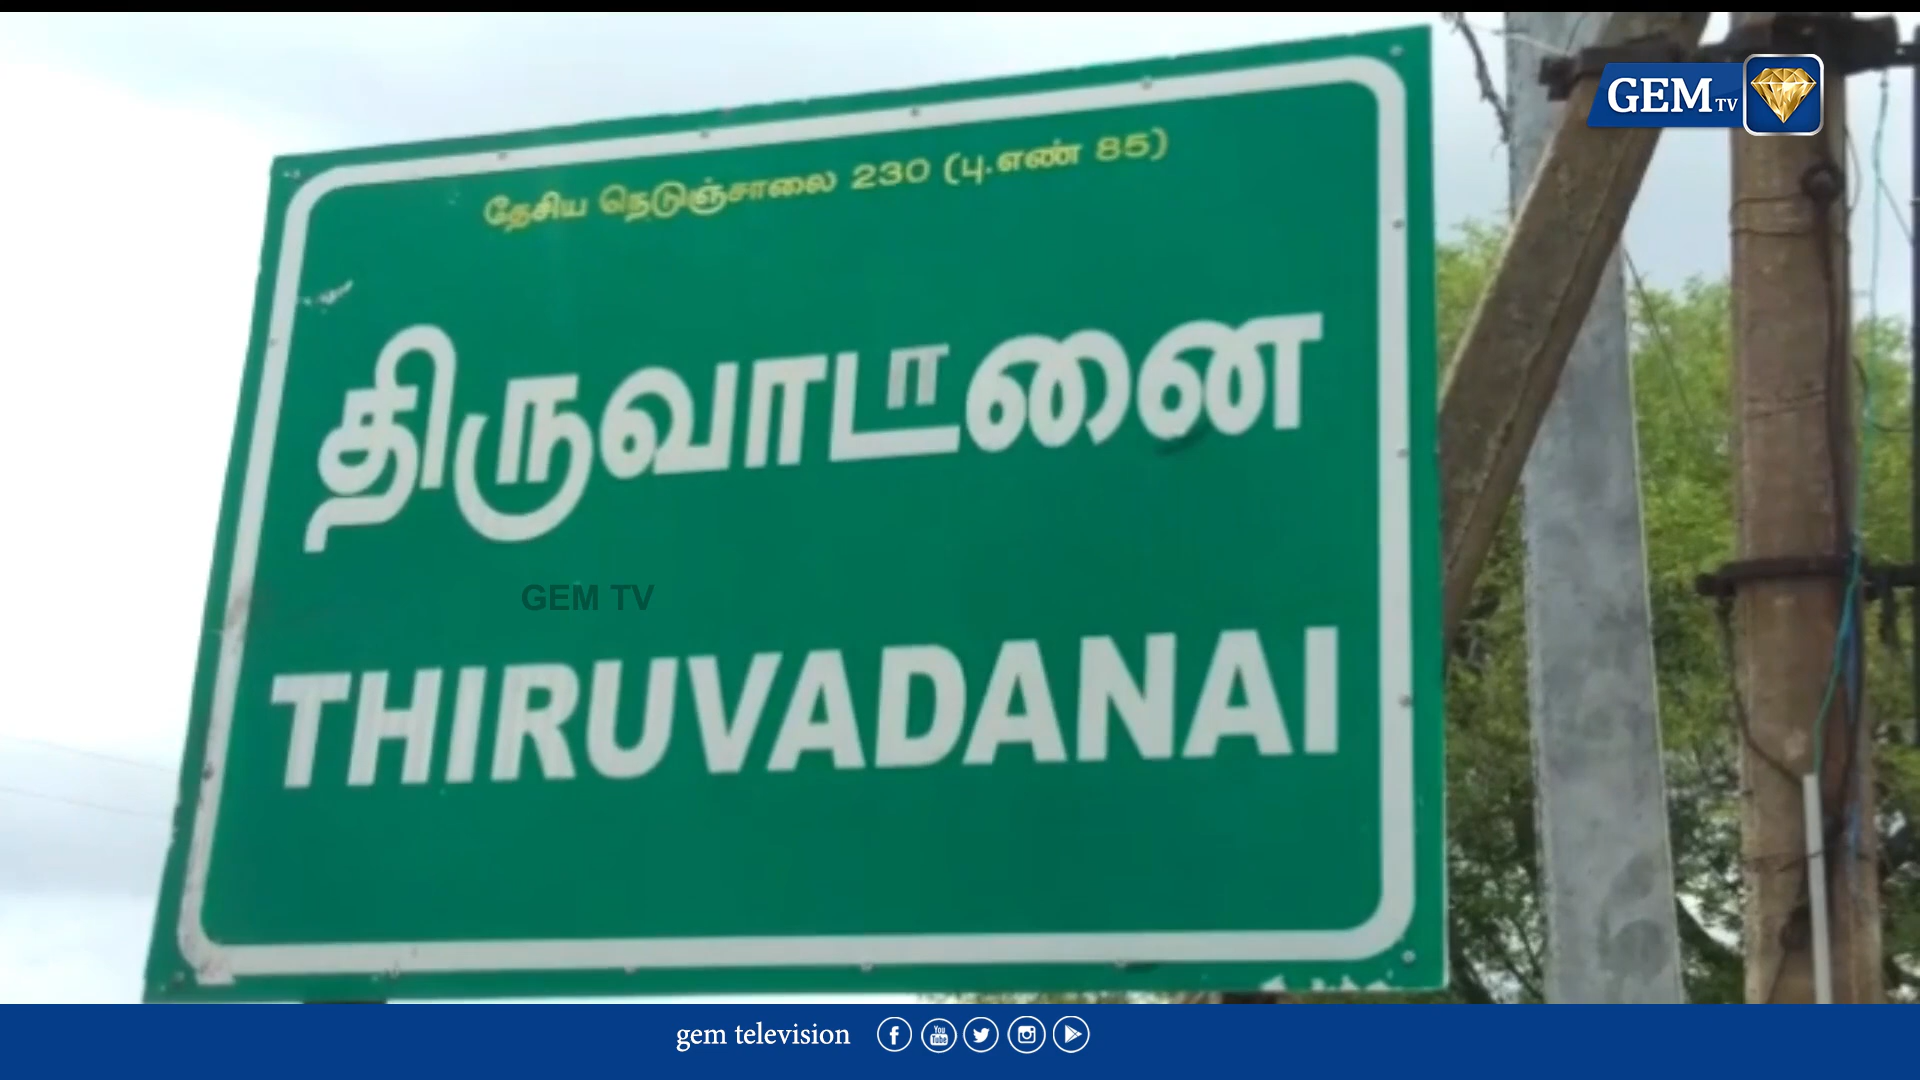 GEM TV
தேசிய நெடுஞ்சாலை 230 (பு.எண் 85)
திருவாடானை
GEM TV
THIRUVADANAI
gem television